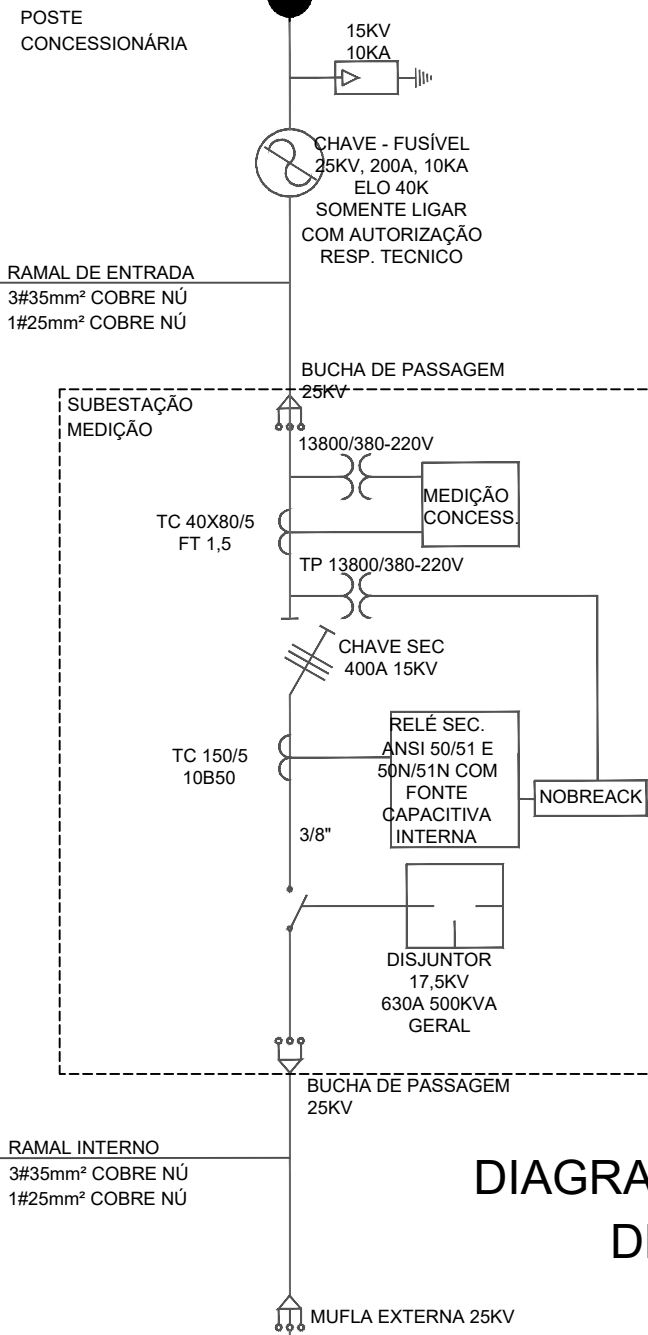 POSTE
CONCESSIONÁRIA
15KV
10KA
CHAVE - FUSÍVEL
25KV, 200A, 10KA
ELO 40K
SOMENTE LIGAR
COM AUTORIZAÇÃO
RESP. TECNICO
RAMAL DE ENTRADA
3#35mm² COBRE NÚ
1#25mm² COBRE NÚ
BUCHA DE PASSAGEM
25KV
SUBESTAÇÃO
MEDIÇÃO
13800/380-220V
MEDIÇÃO
CONCESS.
TC 40X80/5
FT 1,5
TP 13800/380-220V
CHAVE SEC
400A 15KV
RELÉ SEC.
ANSI 50/51 E
50N/51N COM
FONTE
CAPACITIVA
INTERNA
TC 150/5
10B50
NOBREACK
3/8"
DISJUNTOR
17,5KV
630A 500KVA
GERAL
BUCHA DE PASSAGEM
25KV
RAMAL INTERNO
3#35mm² COBRE NÚ
1#25mm² COBRE NÚ
DIAGRA
MUFLA EXTERNA 25KV